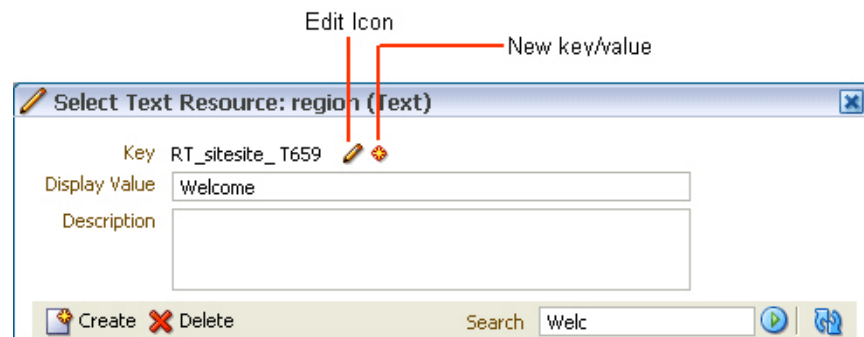 Edit Icon
New key/value
Select Text Resource: region (Text)
Key RT_sitesite_ T659
Display Value Welcome
Description
Create Delete Search Welc